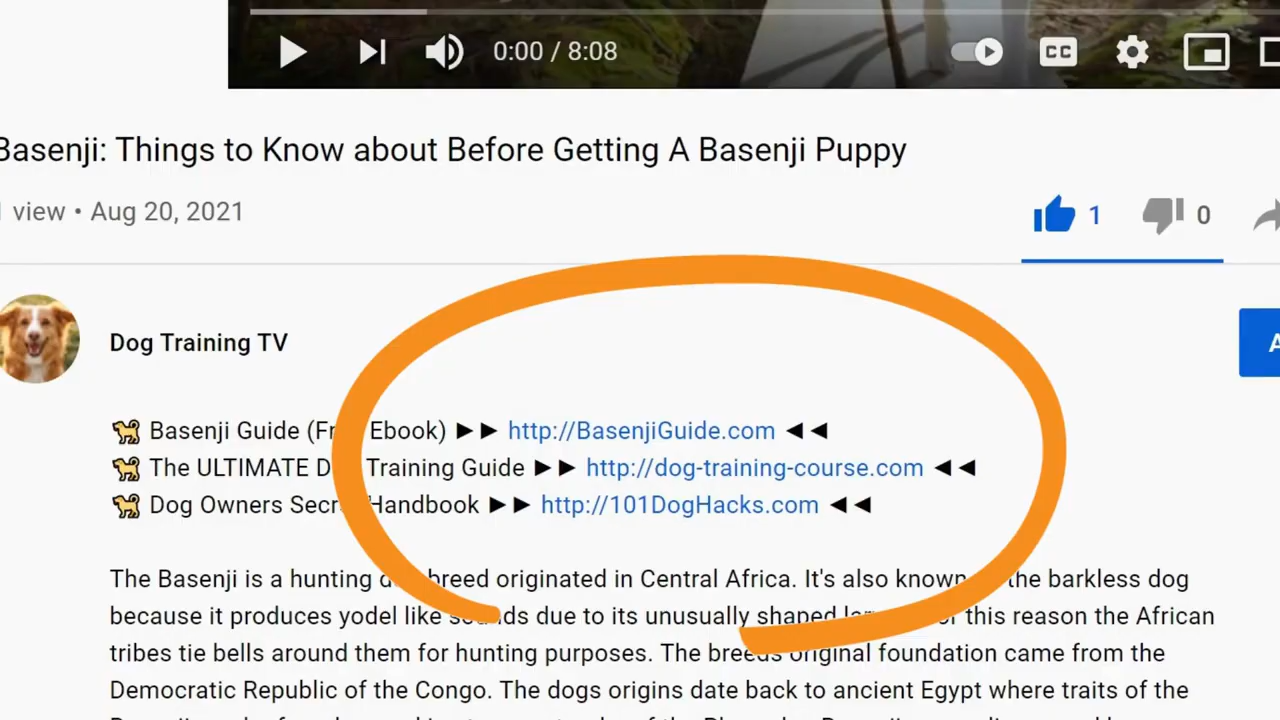 0:00 / 8:08
CC
Basenji: Things to Know about Before Getting A Basenji Puppy
view • Aug 20, 2021
1
0
Dog Training TV
Basenji Guide (Fr Ebook) ►► http://BasenjiGuide.com ◄◄
The ULTIMATE D Training Guide ►► http://dog-training-course.com ◄◄
Dog Owners Secr Handbook ►► http://101DogHacks.com ◄◄
The Basenji is a hunting d breed originated in Central Africa. It's also known the barkless dog
because it produces yodel like sounds due to its unusually shaped this reason the African
tribes tie bells around them for hunting purposes. The breeds original foundation came from the
Democratic Republic of the Congo. The dogs origins date back to ancient Egypt where traits of the